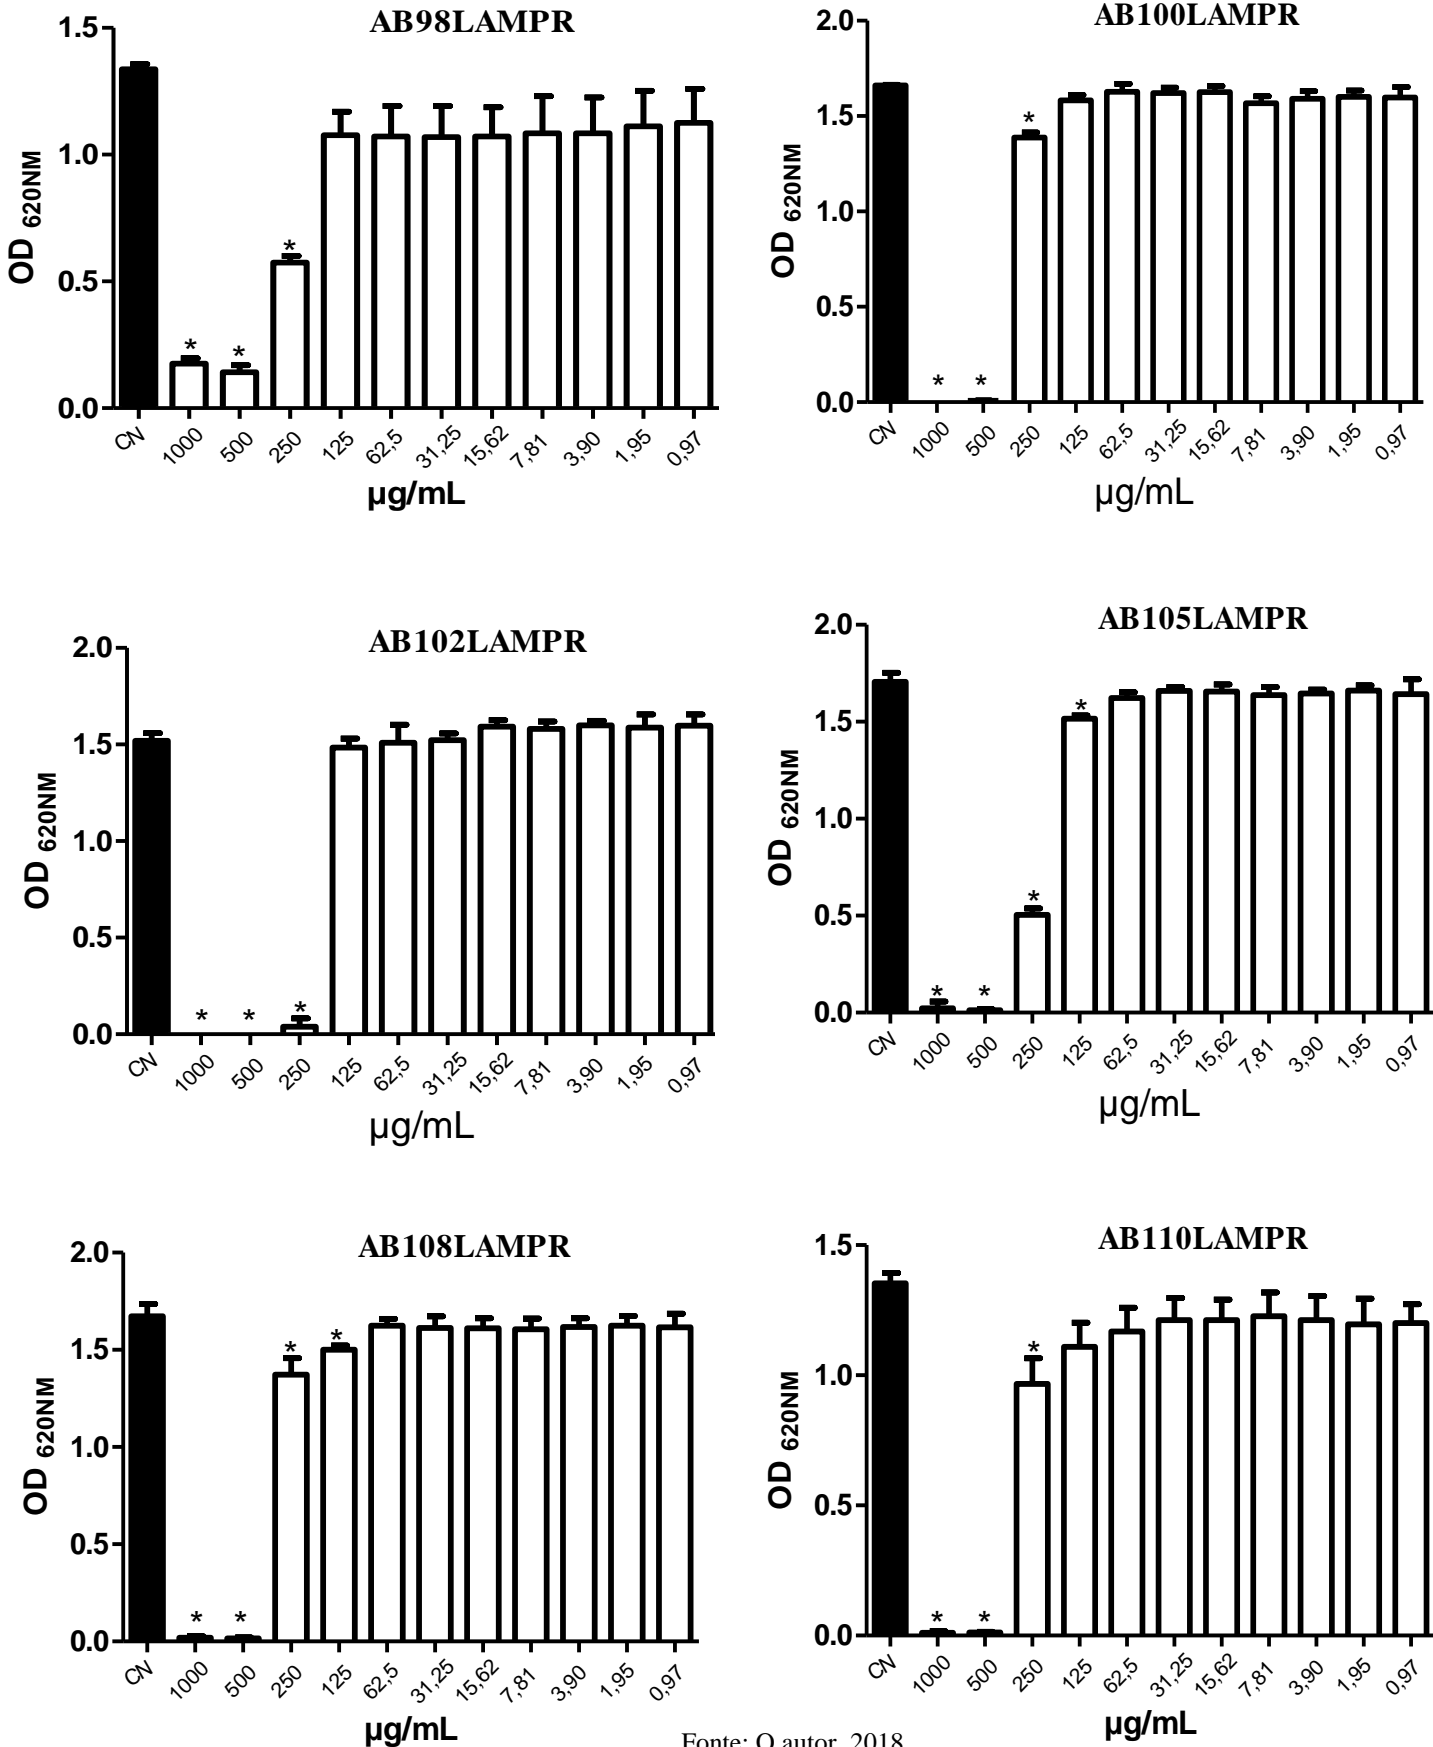 AB98LAMPR
OD 620NM
1.5
1.0
0.5
0.0
* * *
CN 1000 500 250 125 62,5 31,25 15,62 7,81 3,90 1,95 0,97
µg/mL
AB100LAMPR
OD 620NM
2.0
1.5
1.0
0.5
0.0
* * *
CN 1000 500 250 125 62,5 31,25 15,62 7,81 3,90 1,95 0,97
µg/mL
AB102LAMPR
OD 620NM
2.0
1.5
1.0
0.5
0.0
* * *
CN 1000 500 250 125 62,5 31,25 15,62 7,81 3,90 1,95 0,97
µg/mL
AB105LAMPR
OD 620NM
2.0
1.5
1.0
0.5
0.0
* * * *
CN 1000 500 250 125 62,5 31,25 15,62 7,81 3,90 1,95 0,97
µg/mL
AB108LAMPR
OD 620NM
2.0
1.5
1.0
0.5
0.0
* * * *
CN 1000 500 250 125 62,5 31,25 15,62 7,81 3,90 1,95 0,97
µg/mL
AB110LAMPR
OD 620NM
1.5
1.0
0.5
0.0
* * *
CN 1000 500 250 125 62,5 31,25 15,62 7,81 3,90 1,95 0,97
µg/mL
Fonte: O autor, 2018